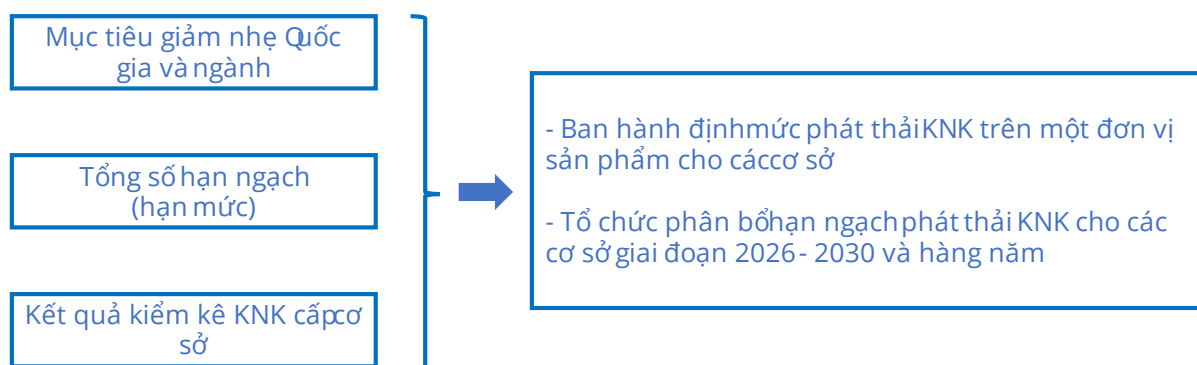 Mục tiêu giảm nhẹ Quốc
gia và ngành
Tổng số hạn ngạch
(hạn mức)
Kết quả kiểm kê KNK cấp cơ
sở
- Ban hành định mức phát thải KNK trên một đơn vị
sản phẩm cho các cơ sở
- Tổ chức phân bổ hạn ngạch phát thải KNK cho các
cơ sở giai đoạn 2026 - 2030 và hàng năm